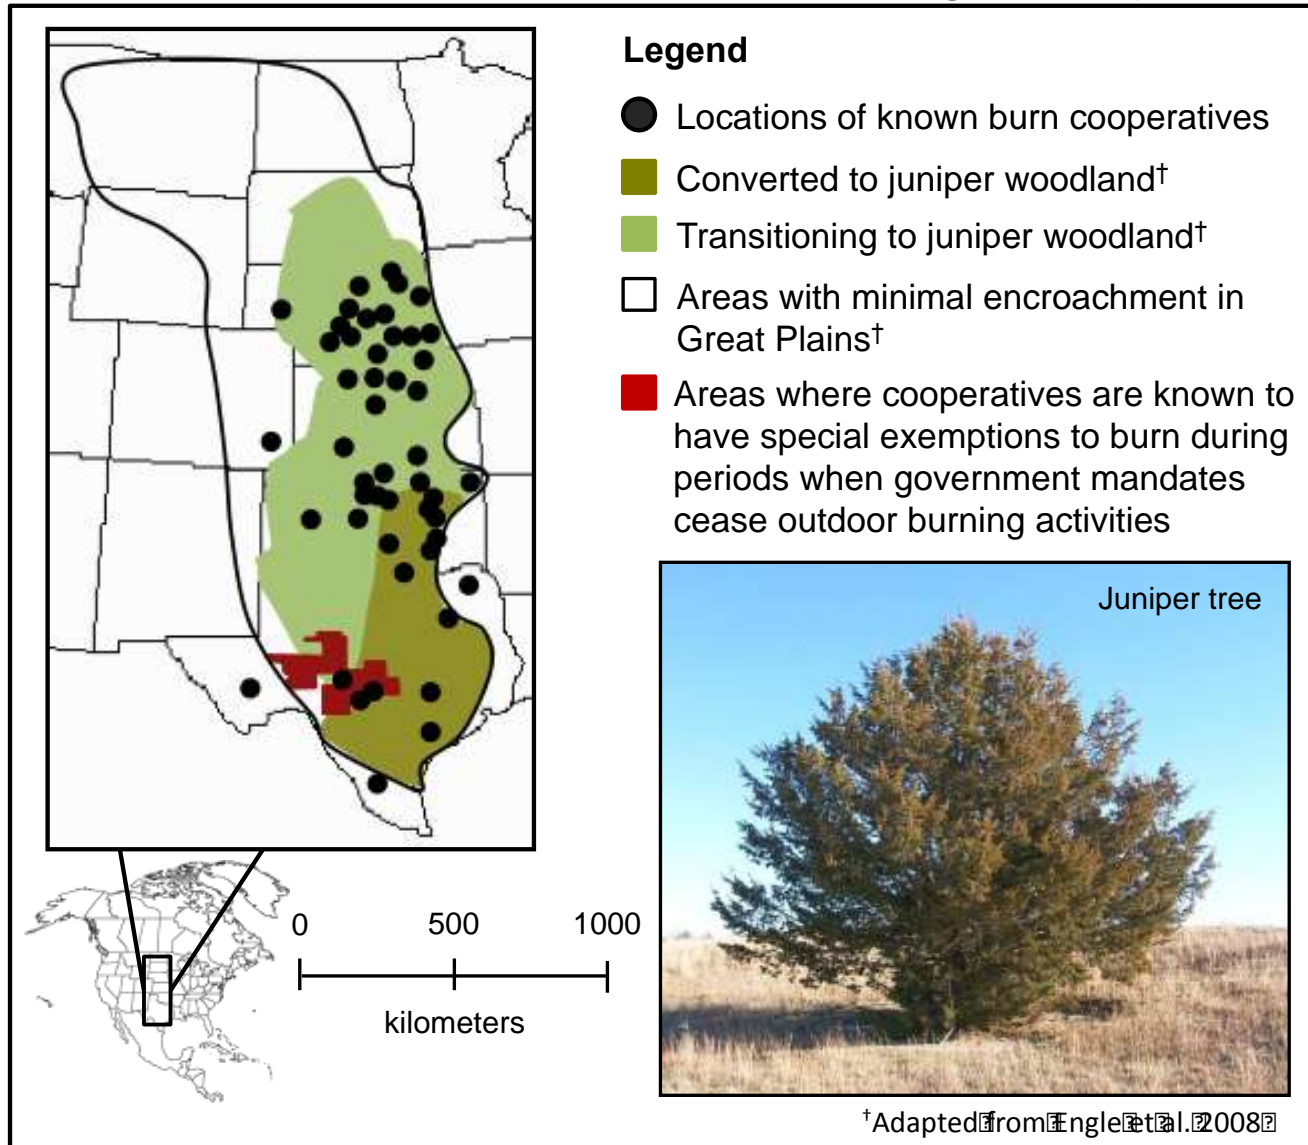 Legend
Locations of known burn cooperatives
Converted to juniper woodland†
Transitioning to juniper woodland†
Areas with minimal encroachment in
Great Plains†
Areas where cooperatives are known to
have special exemptions to burn during
periods when government mandates
cease outdoor burning activities
Juniper tree
0 500 1000
kilometers
†Adapted from Engle et al. 2008